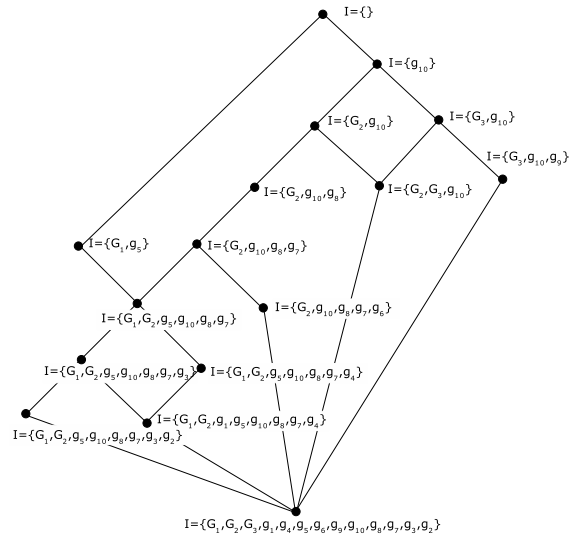 I={}
I={g₁₀}
I={G₂,g₁₀}
I={G₃,g₁₀}
I={G₃,g₁₀,g₉}
I={G₂,g₁₀,g₈}
I={G₂,G₃,g₁₀}
I={G₁,g₅}
I={G₂,g₁₀,g₈,g₇}
I={G₂,g₁₀,g₈,g₇,g₆}
I={G₁,G₂,g₅,g₁₀,g₈,g₇}
I={G₁,G₂,g₅,g₁₀,g₈,g₇,g₃}
I={G₁,G₂,g₅,g₁₀,g₈,g₇,g₄}
I={G₁,G₂,g₁,g₅,g₁₀,g₈,g₇,g₄}
I={G₁,G₂,g₅,g₁₀,g₈,g₇,g₃,g₂}
I={G₁,G₂,G₃,g₁,g₄,g₅,g₆,g₉,g₁₀,g₈,g₇,g₃,g₂}